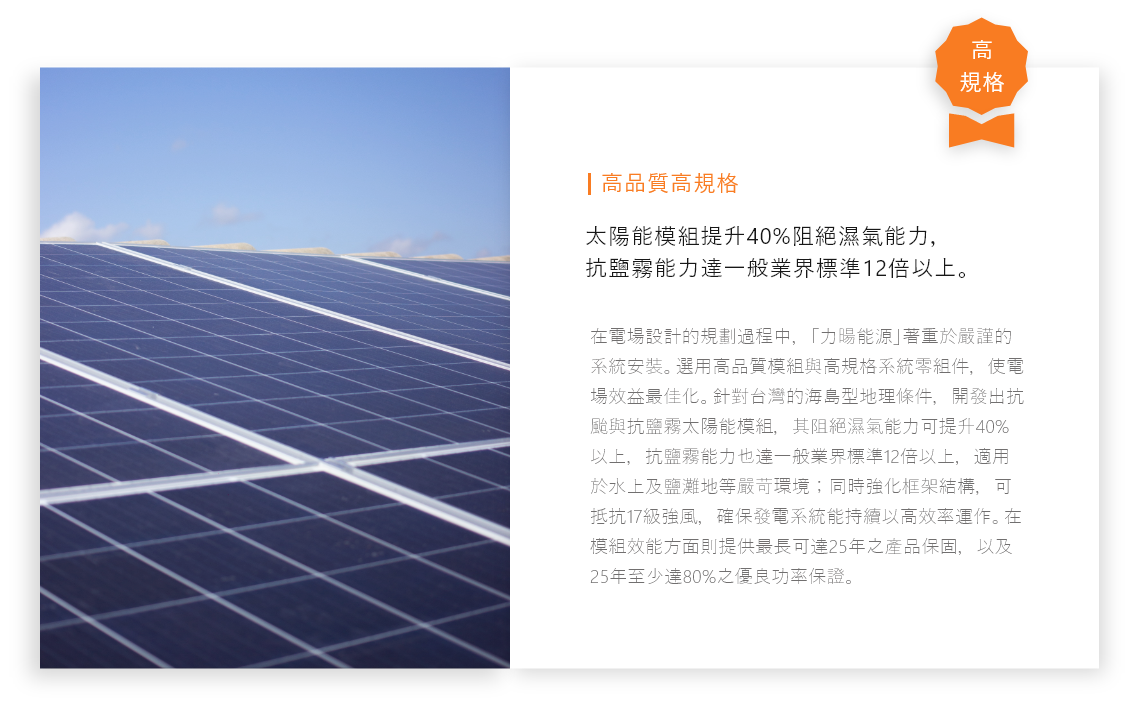 高
規格
高品質高規格
太陽能模組提升40%阻絕濕氣能力，
抗鹽霧能力達一般業界標準12倍以上。
在電場設計的規劃過程中，「力暘能源」著重於嚴謹的
系統安裝。選用高品質模組與高規格系統零組件，使電
場效益最佳化。針對台灣的海島型地理條件，開發出抗
颱與抗鹽霧太陽能模組，其阻絕濕氣能力可提升40%
以上，抗鹽霧能力也達一般業界標準12倍以上，適用
於水上及鹽灘地等嚴苛環境；同時強化框架結構，可
抵抗17級強風，確保發電系統能持續以高效率運作。在
模組效能方面則提供最長可達25年之產品保固，以及
25年至少達80%之優良功率保證。